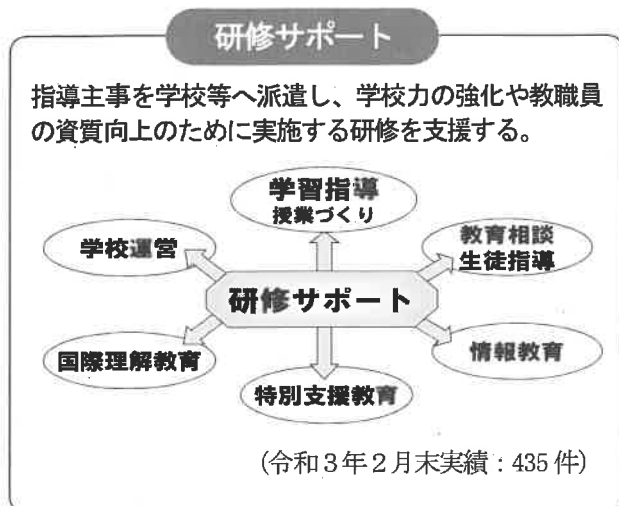 研修サポート
指導主事を学校等へ派遣し、学校力の強化や教職員
の資質向上のために実施する研修を支援する。
学習指導
授業づくり
学校運営
教育相談
生徒指導
研修サポート
国際理解教育
情報教育
特別支援教育
（令和３年２月末実績：435 件）